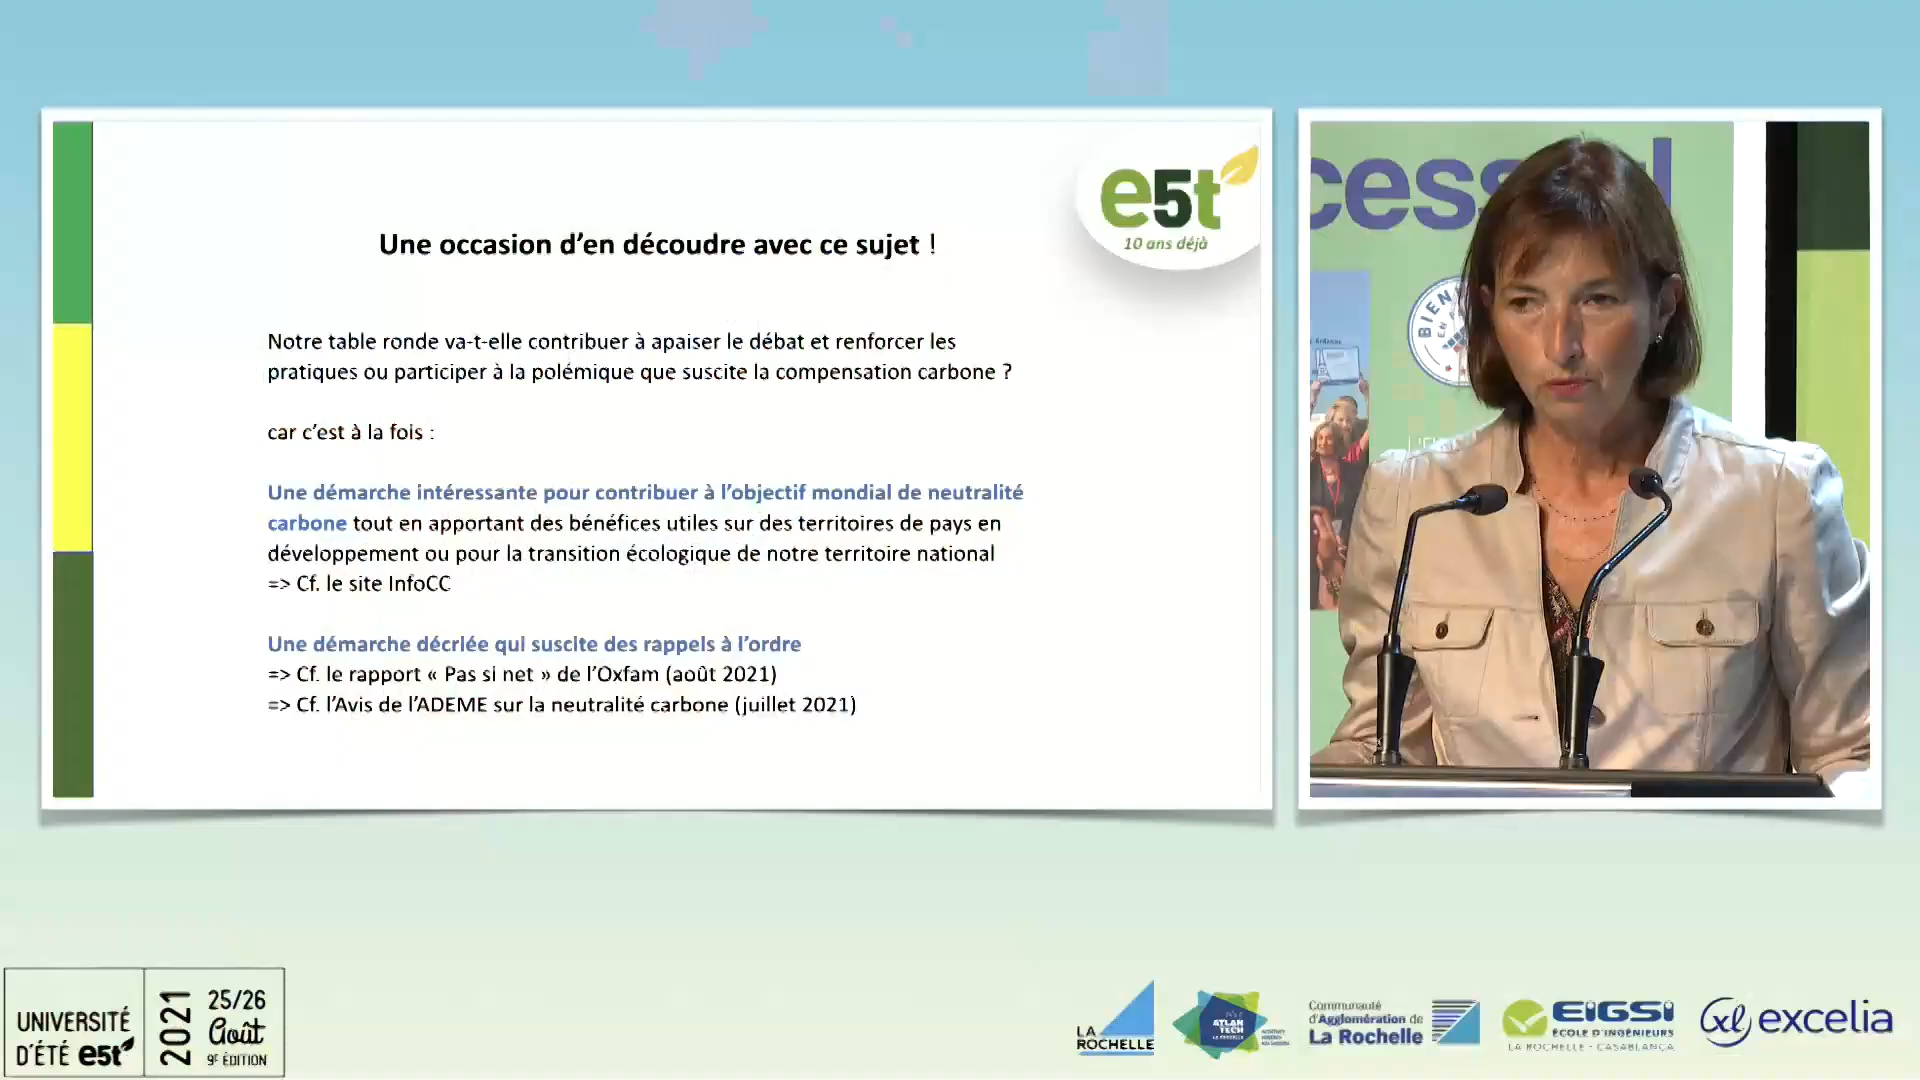 e5t
10 ans déjà
Une occasion d’en découdre avec ce sujet !
Notre table ronde va-t-elle contribuer à apaiser le débat et renforcer les
pratiques ou participer à la polémique que suscite la compensation carbone ?
car c’est à la fois :
Une démarche intéressante pour contribuer à l’objectif mondial de neutralité
carbone tout en apportant des bénéfices utiles sur des territoires de pays en
développement ou pour la transition écologique de notre territoire national
=> Cf. le site InfoCC
Une démarche décriée qui suscite des rappels à l’ordre
=> Cf. le rapport « Pas si net » de l’Oxfam (août 2021)
=> Cf. l’Avis de l’ADEME sur la neutralité carbone (juillet 2021)
UNIVERSITÉ
D'ÉTÉ e5t
2021
25/26
Août
9E ÉDITION
LA
ROCHELLE
ATLAN
TECH
Communauté
d'Agglomération de
La Rochelle
EIGSI
ÉCOLE D'INGÉNIEURS
LA ROCHELLE - CASABLANCA
excelia